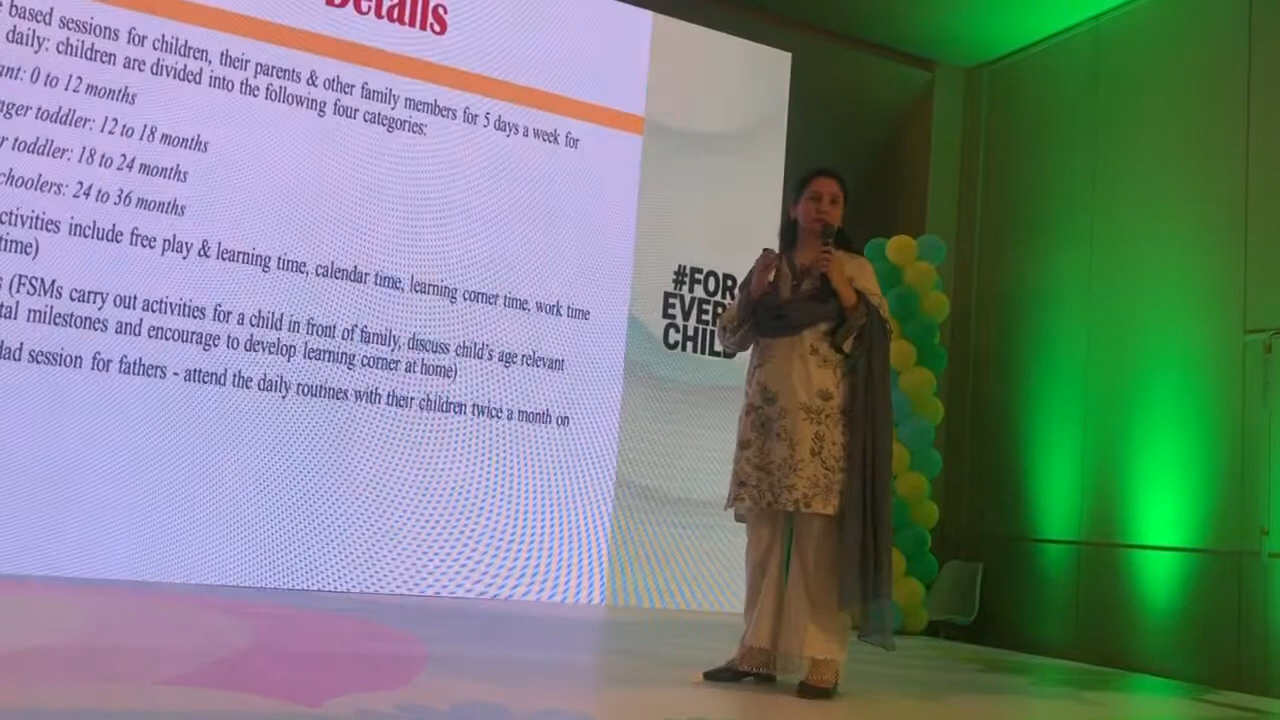 Details
based sessions for children, their parents & other family members for 5 days a week for
daily: children are divided into the following four categories:
ant: 0 to 12 months
nger toddler: 12 to 18 months
r toddler: 18 to 24 months
choolers: 24 to 36 months
ctivities include free play & learning time, calendar time, learning corner time, work time
time)
(FSMs carry out activities for a child in front of family, discuss child's age relevant
tal milestones and encourage to develop learning corner at home)
lad session for fathers - attend the daily routines with their children twice a month on
#FOR
EVER
CHILD